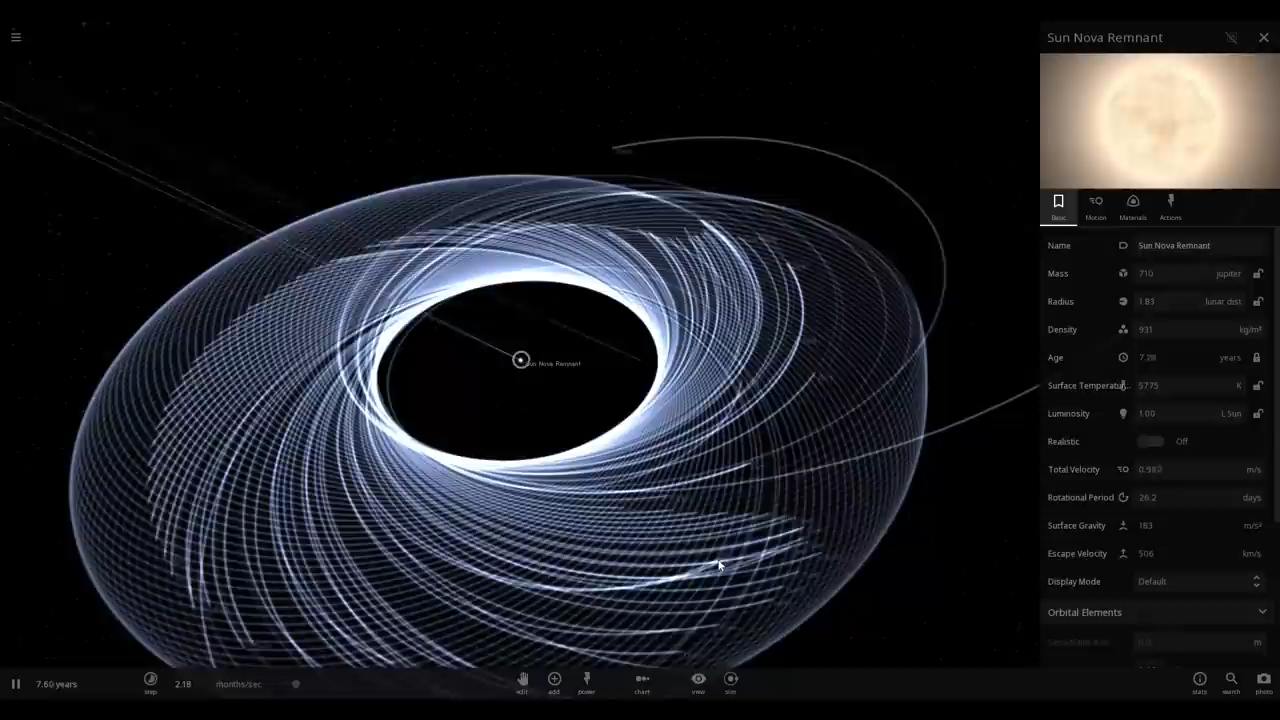 Sun Nova Remnant
Basic
Motion
Materials
Actions
Name Sun Nova Remnant
Mass 710 jupiter
Radius 1.83 lunar dist
Density 931 kg/m³
Age 7.28 years
Surface Temperatu... 5775 K
Luminosity 1.00 L Sun
Realistic Off
Total Velocity m/s
Rotational Period 26.2 days
Surface Gravity 183 m/s²
Escape Velocity 506 km/s
Display Mode Default
Orbital Elements
0.0 m
Sun Nova Remnant
7.60 years
step
2.18 months/sec
edit
add
power
chart
view
sim
stats
search
photo